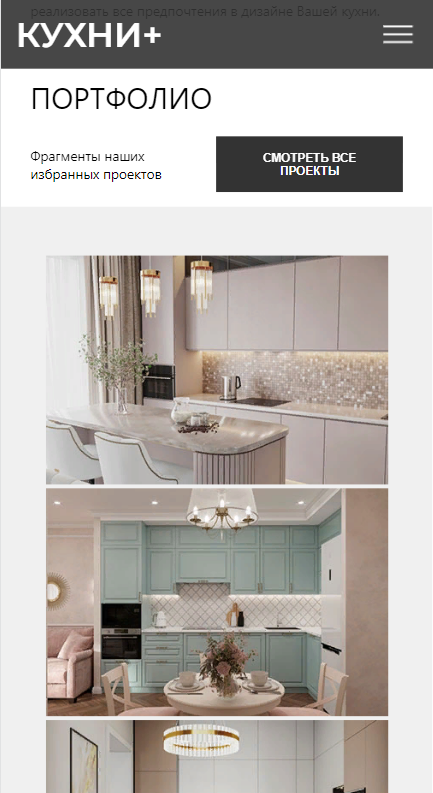 реализовать все предпочтения в дизайне Вашей кухни.
КУХНИ+
ПОРТФОЛИО
Фрагменты наших
избранных проектов
СМОТРЕТЬ ВСЕ
ПРОЕКТЫ